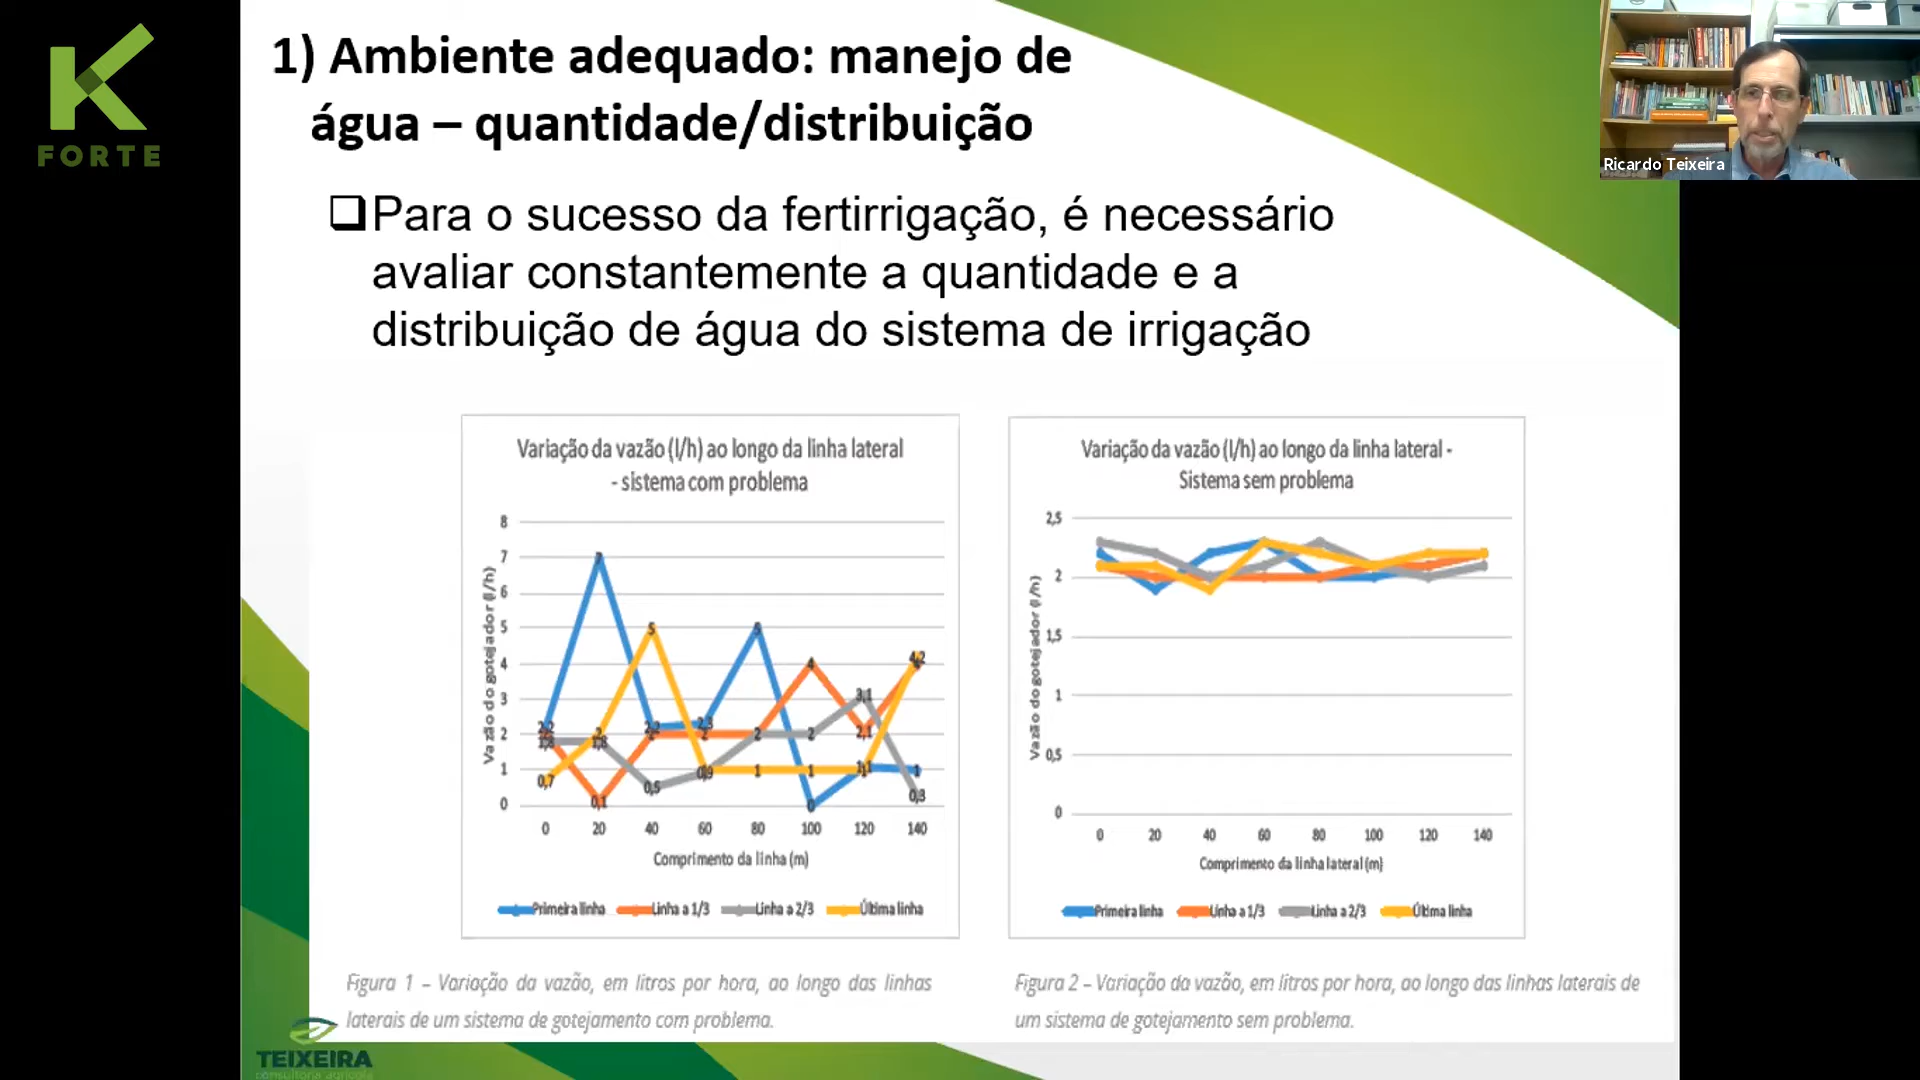 K
FORTE
1) Ambiente adequado: manejo de
água – quantidade/distribuição
Ricardo Teixeira
Para o sucesso da fertirrigação, é necessário
avaliar constantemente a quantidade e a
distribuição de água do sistema de irrigação
Variação da vazão (l/h) ao longo da linha lateral
- sistema com problema
8
7
6
5
4
3
2
1
0
Vazão do gotejador (l/h)
2,2
7
2,2
2,3
5
0
1,1
1
2
0,1
2
2
2
4
2,1
4
1,8
1,8
0,5
0,9
2
2
3,1
0,3
0,7
2
5
1
1
1
1
4,2
0 20 40 60 80 100 120 140
Comprimento da linha (m)
Primeira linha Linha a 1/3 Linha a 2/3 Última linha
Variação da vazão (l/h) ao longo da linha lateral -
Sistema sem problema
2,5
2
1,5
1
0,5
0
Vazão do gotejador (l/h)
0 20 40 60 80 100 120 140
Comprimento da linha lateral (m)
Primeira linha Linha a 1/3 Linha a 2/3 Última linha
Figura 1 – Variação da vazão, em litros por hora, ao longo das linhas
laterais de um sistema de gotejamento com problema.
Figura 2 – Variação da vazão, em litros por hora, ao longo das linhas laterais de
um sistema de gotejamento sem problema.
TEIXEIRA
consultoria agrícola